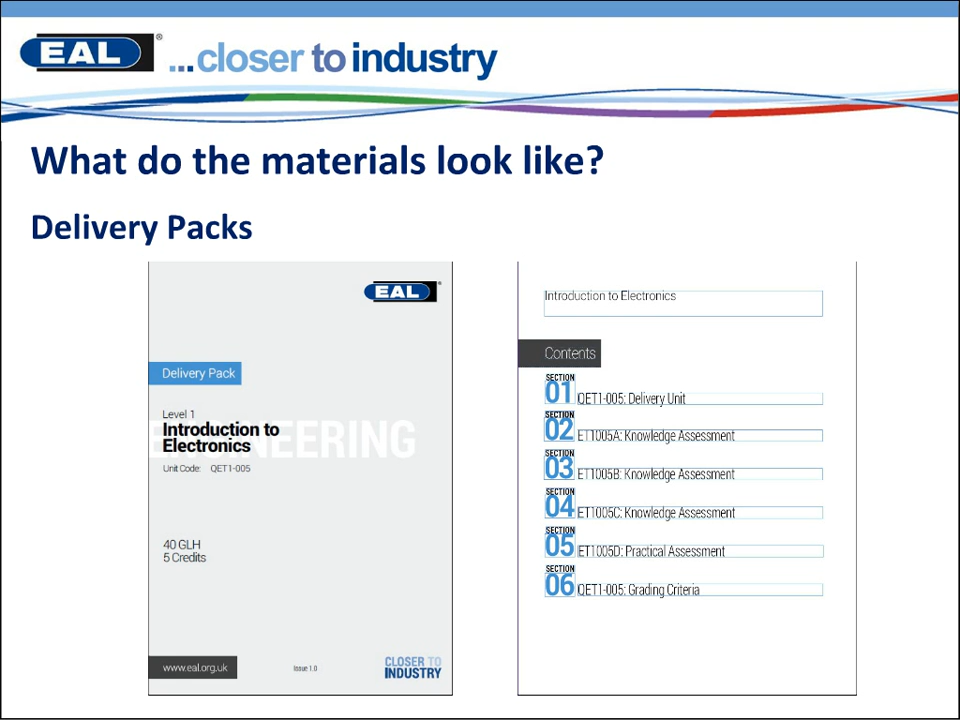 EAL® ...closer to industry
What do the materials look like?
Delivery Packs
EAL®
Delivery Pack
Level 1
Introduction to
Electronics
ENGINEERING
Unit Code: QET1-005
40 GLH
5 Credits
www.eal.org.uk
Issue 1.0
CLOSER TO
INDUSTRY
Introduction to Electronics
Contents
SECTION
01 QET1-005: Delivery Unit
SECTION
02 ET1005A: Knowledge Assessment
SECTION
03 ET1005B: Knowledge Assessment
SECTION
04 ET1005C: Knowledge Assessment
SECTION
05 ET1005D: Practical Assessment
SECTION
06 QET1-005: Grading Criteria